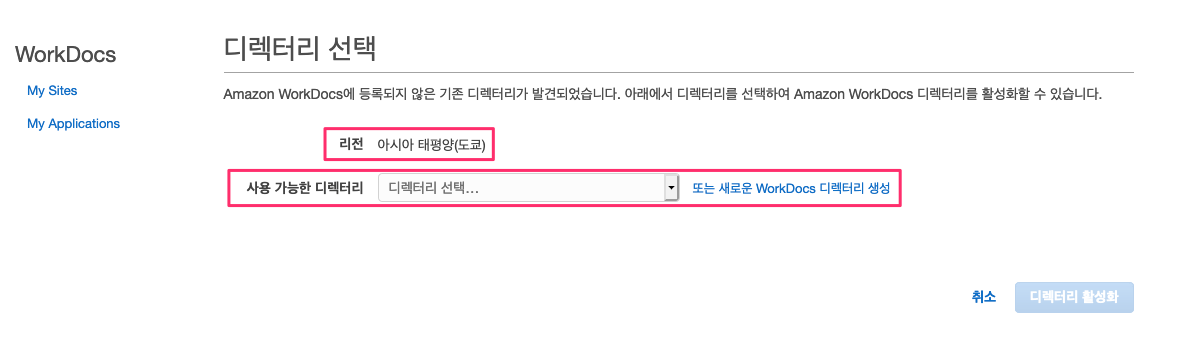 WorkDocs
My Sites
My Applications
디렉터리 선택
Amazon WorkDocs에 등록되지 않은 기존 디렉터리가 발견되었습니다. 아래에서 디렉터리를 선택하여 Amazon WorkDocs 디렉터리를 활성화할 수 있습니다.
리전 아시아 태평양(도쿄)
사용 가능한 디렉터리 디렉터리 선택... 또는 새로운 WorkDocs 디렉터리 생성
취소 디렉터리 활성화